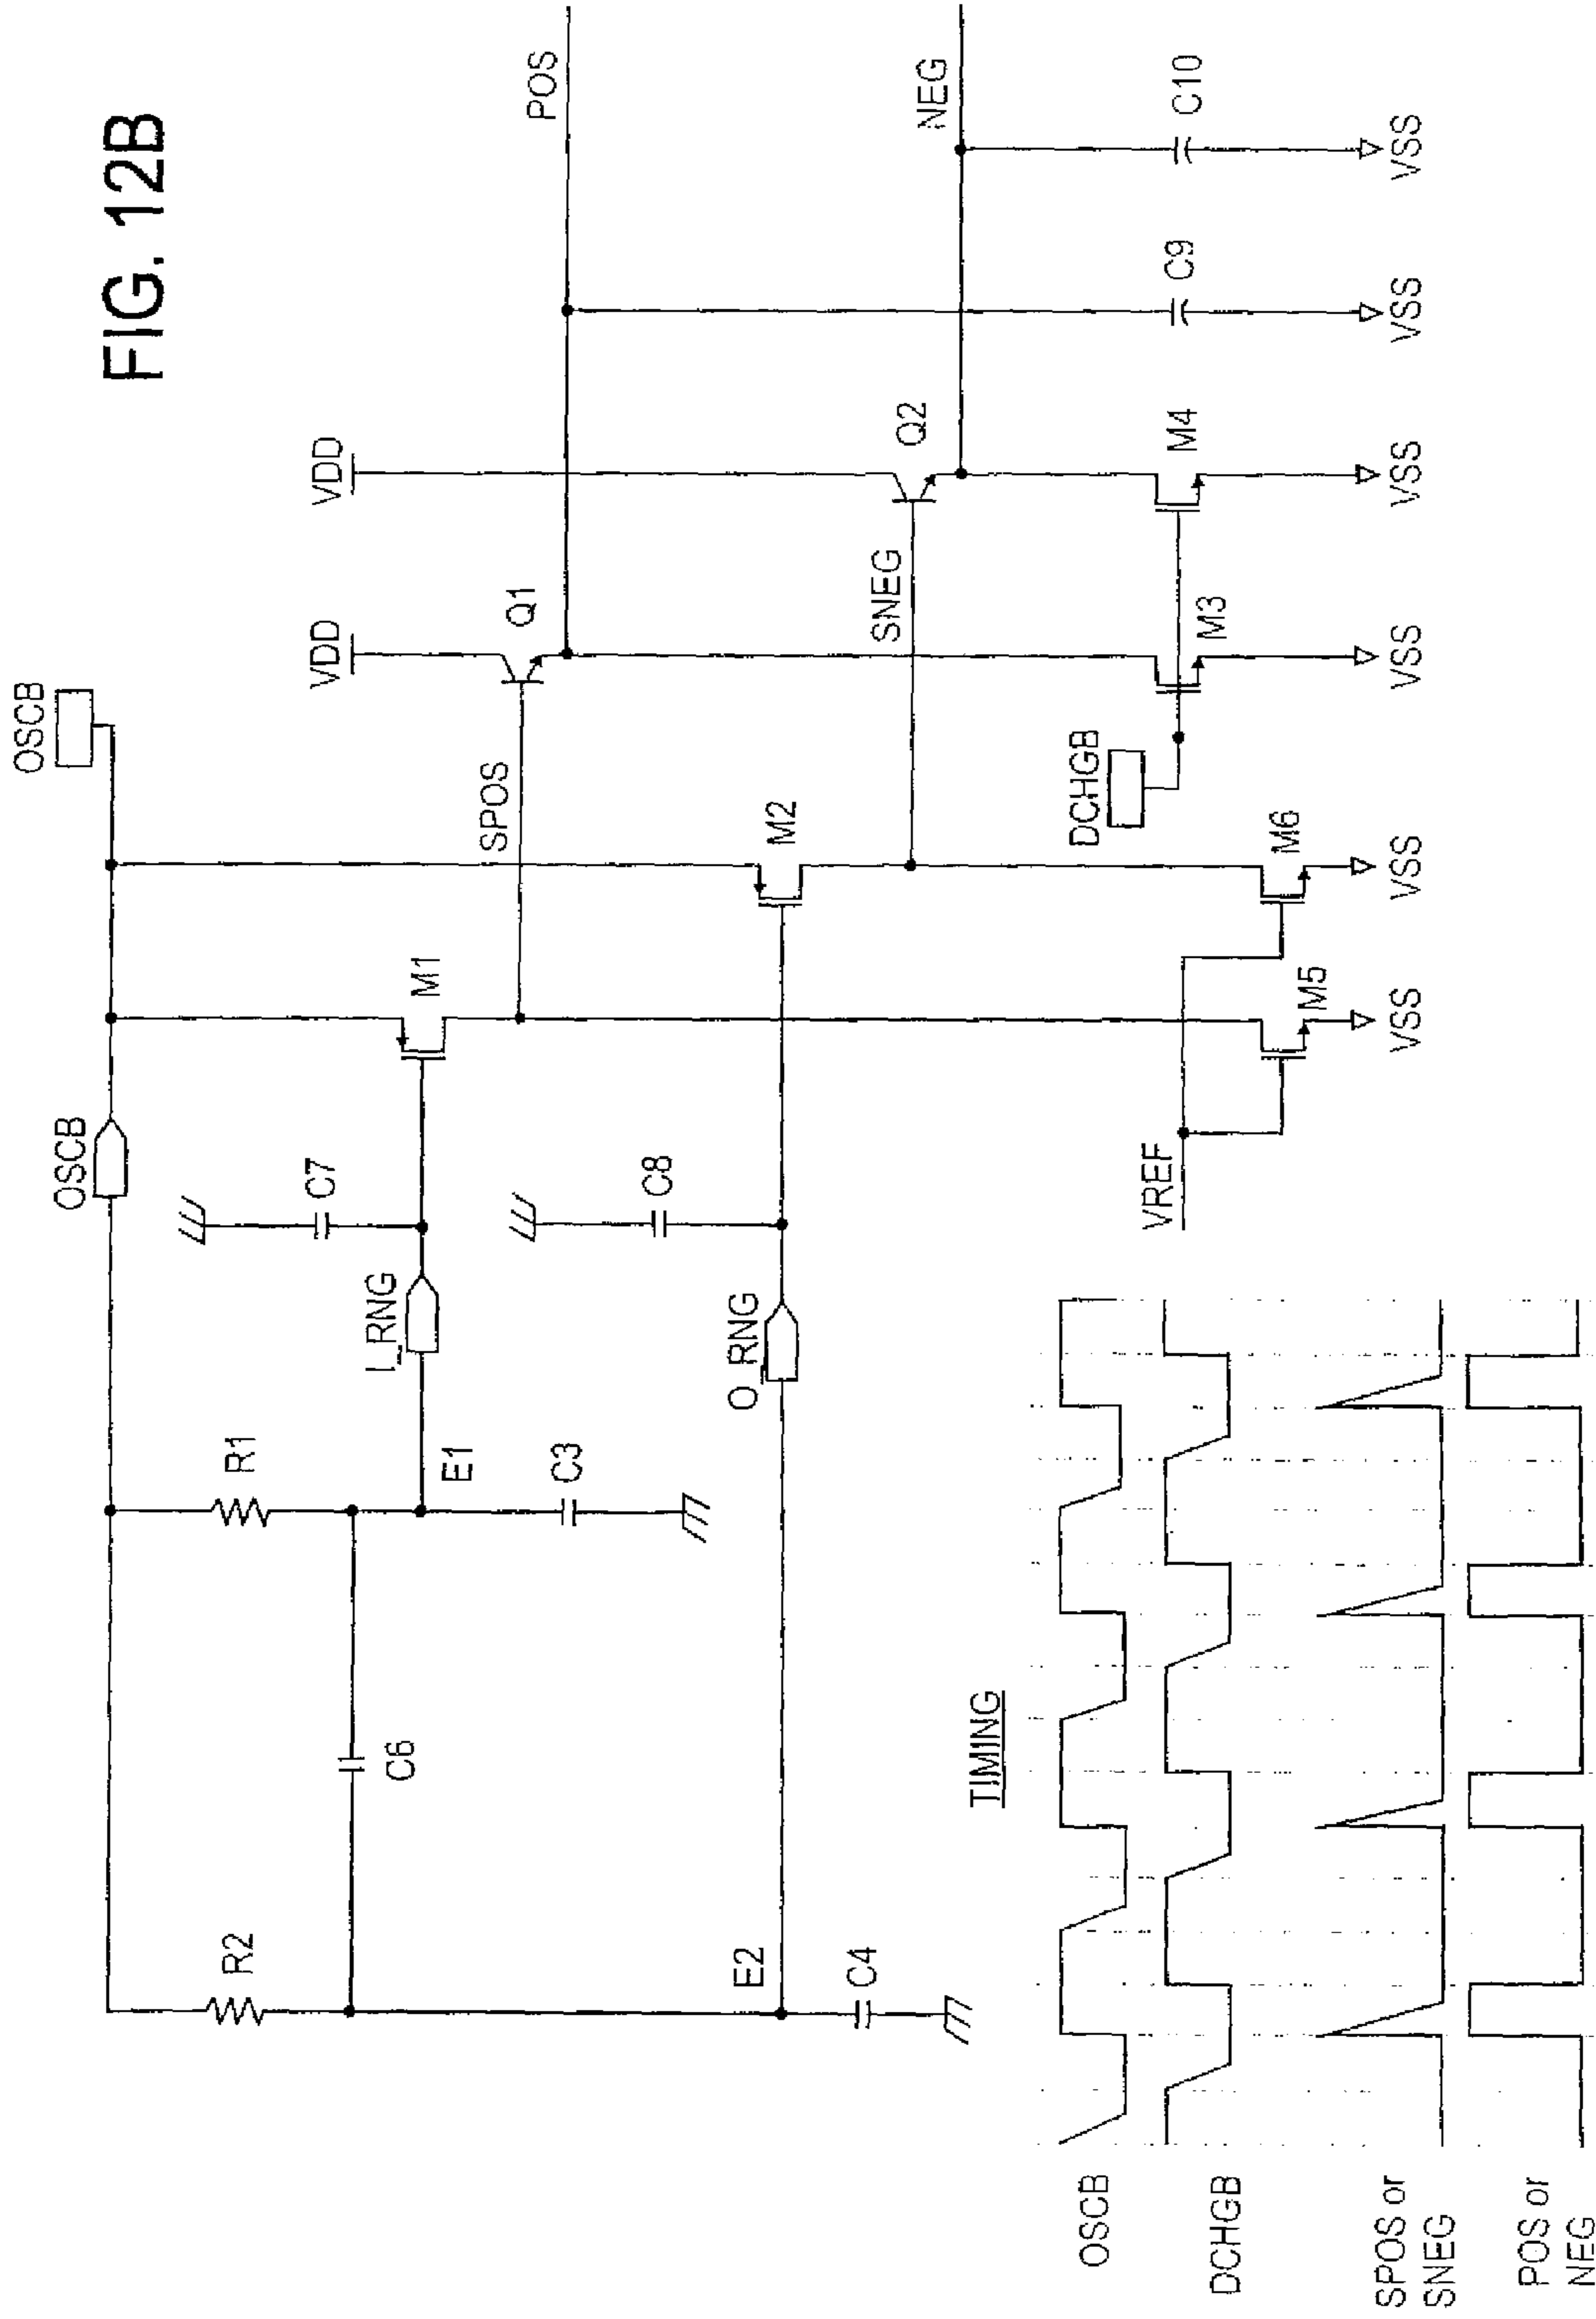 FIG. 12B
OSCB
OSCB
VDD
VDD
POS
R2
R1
C7
I_RNG
M1
Q1
SPOS
E1
C6
C3
C8
O_RNG
M2
SNEG
Q2
NEG
E2
C4
DCHGB
VREF
M5
M6
M3
M4
C9
C10
VSS
VSS
VSS
VSS
VSS
VSS
TIMING
OSCB
DCHGB
SPOS or
SNEG
POS or
NEG